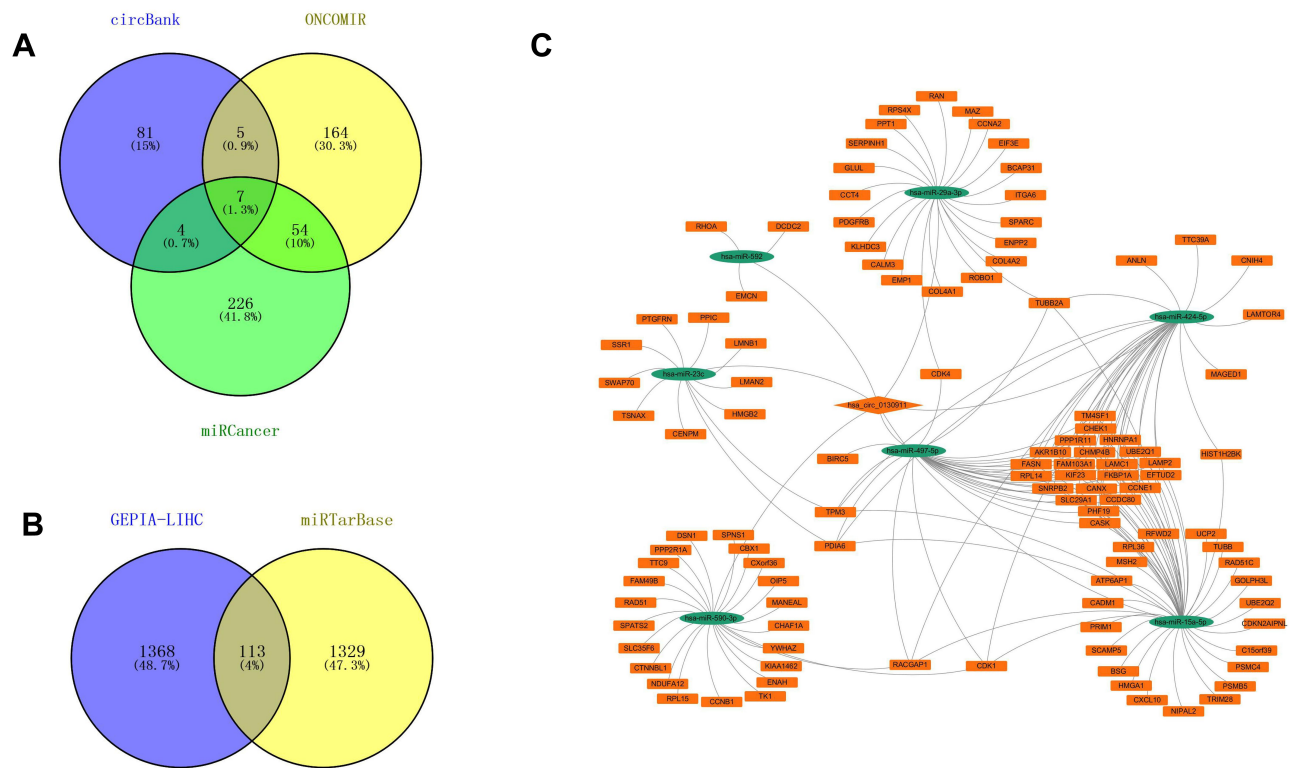 A
circBank
ONCOMIR
81
(15%)
5
(0.9%)
164
(30.3%)
7
(1.3%)
4
(0.7%)
54
(10%)
226
(41.8%)
miRCancer
B
GEPIA-LIHC
miRTarBase
1368
(48.7%)
113
(4%)
1329
(47.3%)
C
RAN
RPS4X
MAZ
PPT1
CCNA2
SERPINH1
EIF3E
GLUL
BCAP31
hsa-miR-29a-3p
CCT4
ITGA6
PDGFRB
SPARC
KLHDC3
ENPP2
CALM3
COL4A2
EMP1
ROBO1
COL4A1
RHOA
DCDC2
hsa-miR-592
EMCN
TUBB2A
TTC39A
ANLN
CNIH4
hsa-miR-424-5p
LAMTOR4
MAGED1
PTGFRN
PPIC
SSR1
LMNB1
hsa-miR-23c
SWAP70
LMAN2
TSNAX
HMGB2
CENPM
CDK4
hsa_circ_0130911
hsa-miR-497-5p
BIRC5
TPM3
PDIA6
TM4SF1
CHEK1
PPP1R11
HNRNPA1
AKR1B10
CHMP4B
UBE2Q1
FASN
FAM103A1
LAMC1
LAMP2
RPL14
KIF23
FKBP1A
EFTUD2
SNRPB2
CANX
CCNE1
SLC29A1
CCDC80
PHF19
CASK
HIST1H2BK
RFWD2
UCP2
RPL36
TUBB
MSH2
RAD51C
ATP6AP1
GOLPH3L
CADM1
UBE2Q2
hsa-miR-15a-5p
CDKN2AIPNL
PRIM1
SCAMP5
C15orf39
BSG
PSMC4
HMGA1
PSMB5
CXCL10
TRIM28
NIPAL2
DSN1
SPNS1
PPP2R1A
CBX1
TTC9
CXorf36
FAM49B
OIP5
RAD51
MANEAL
hsa-miR-590-3p
SPATS2
CHAF1A
SLC35F6
YWHAZ
CTNNBL1
KIAA1462
NDUFA12
ENAH
RPL15
TK1
CCNB1
RACGAP1
CDK1